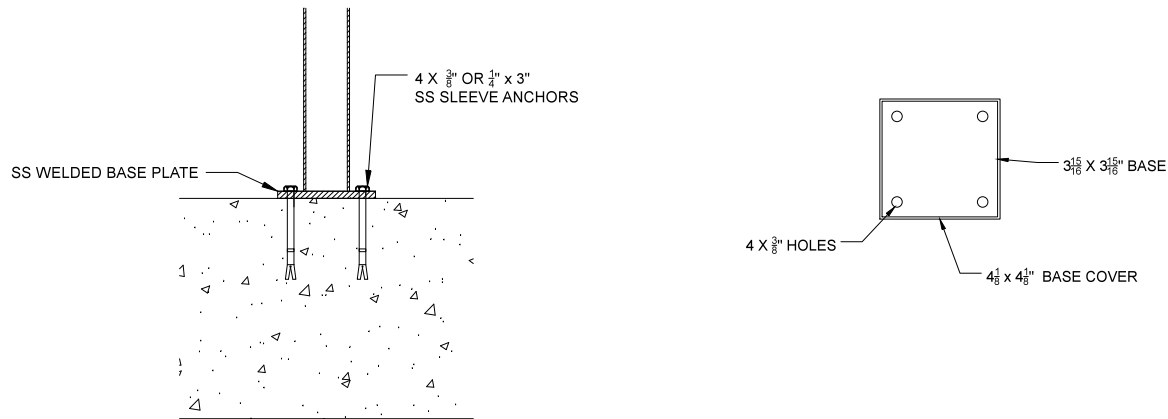 4 X 3/8" OR 1/4" x 3"
SS SLEEVE ANCHORS
SS WELDED BASE PLATE
3 15/16 X 3 15/16" BASE
4 X 3/8" HOLES
4 1/8 x 4 1/8" BASE COVER